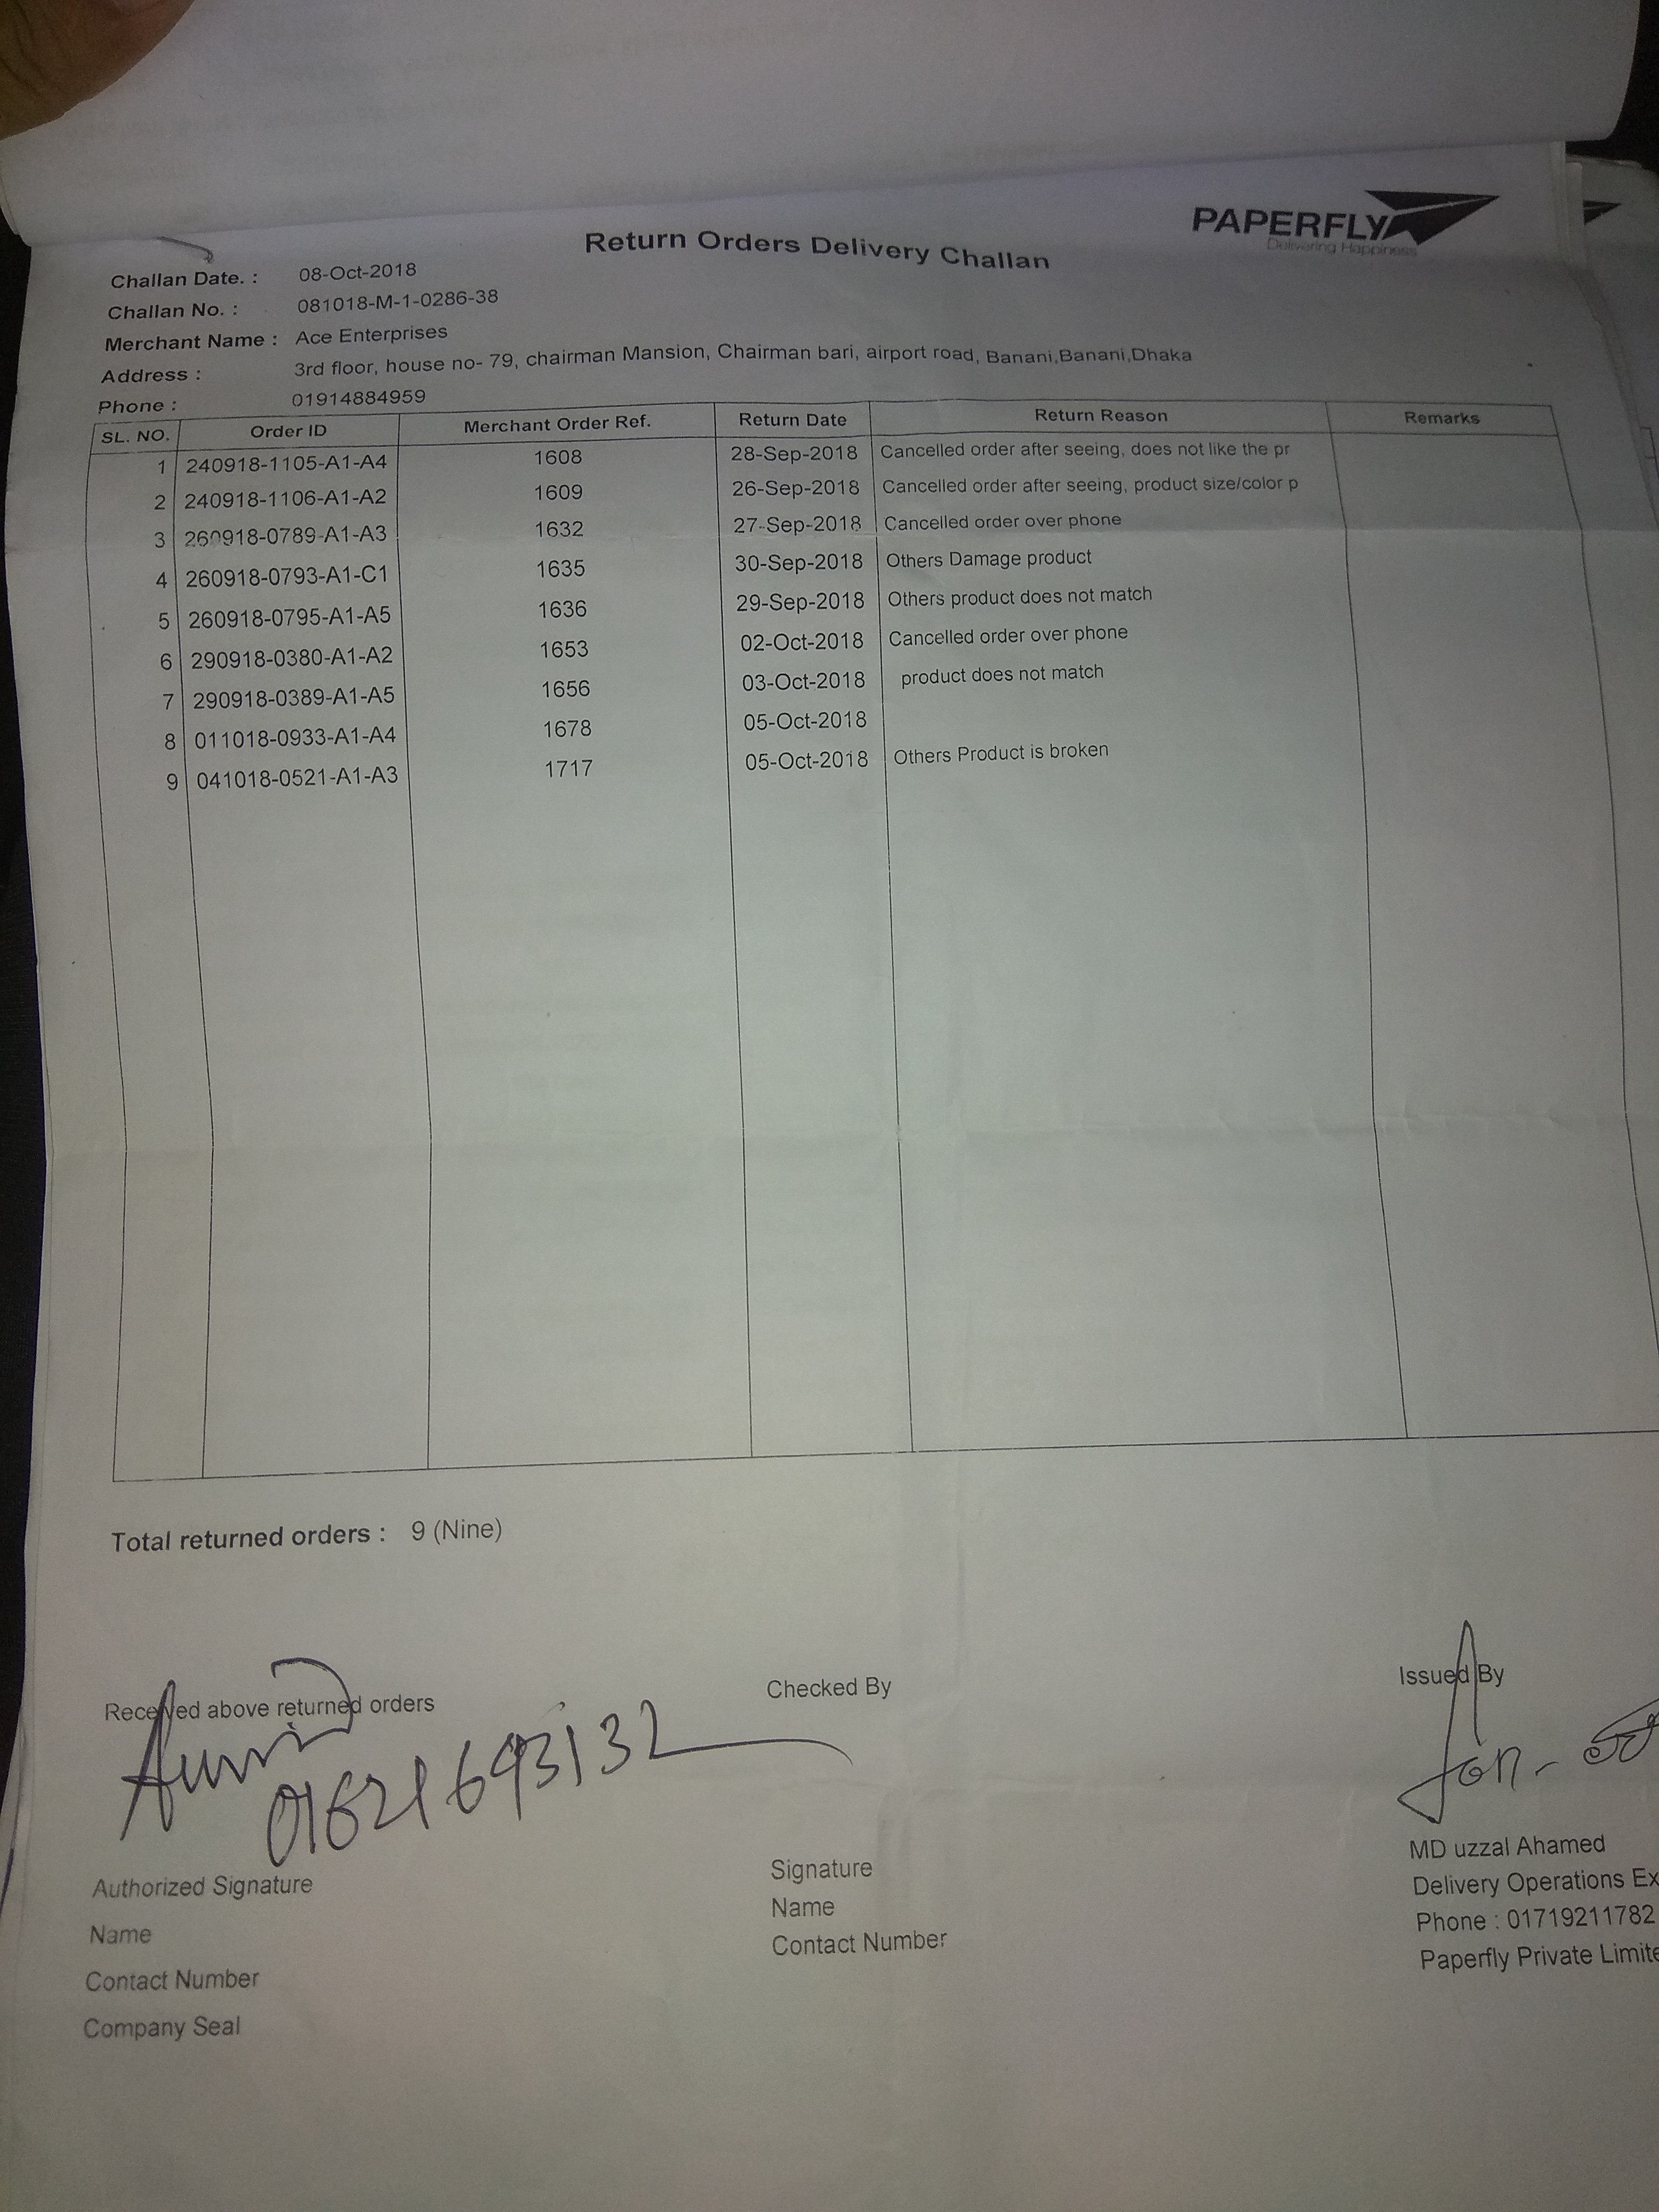 PAPERFLY
Delivering Happiness
Return Orders Delivery Challan
Challan Date. : 08-Oct-2018
Challan No. : 081018-M-1-0286-38
Merchant Name : Ace Enterprises
Address : 3rd floor, house no- 79, chairman Mansion, Chairman bari, airport road, Banani,Banani,Dhaka
Phone : 01914884959
SL. NO. Order ID Merchant Order Ref. Return Date Return Reason Remarks
1 240918-1105-A1-A4 1608 28-Sep-2018 Cancelled order after seeing, does not like the pr
2 240918-1106-A1-A2 1609 26-Sep-2018 Cancelled order after seeing, product size/color p
3 260918-0789-A1-A3 1632 27-Sep-2018 Cancelled order over phone
4 260918-0793-A1-C1 1635 30-Sep-2018 Others Damage product
5 260918-0795-A1-A5 1636 29-Sep-2018 Others product does not match
6 290918-0380-A1-A2 1653 02-Oct-2018 Cancelled order over phone
7 290918-0389-A1-A5 1656 03-Oct-2018 product does not match
8 011018-0933-A1-A4 1678 05-Oct-2018
9 041018-0521-A1-A3 1717 05-Oct-2018 Others Product is broken
Total returned orders : 9 (Nine)
Received above returned orders Checked By Issued By
01621693132
Authorized Signature
Name
Contact Number
Company Seal
Signature
Name
Contact Number
MD uzzal Ahamed
Delivery Operations Ex
Phone : 01719211782
Paperfly Private Limite